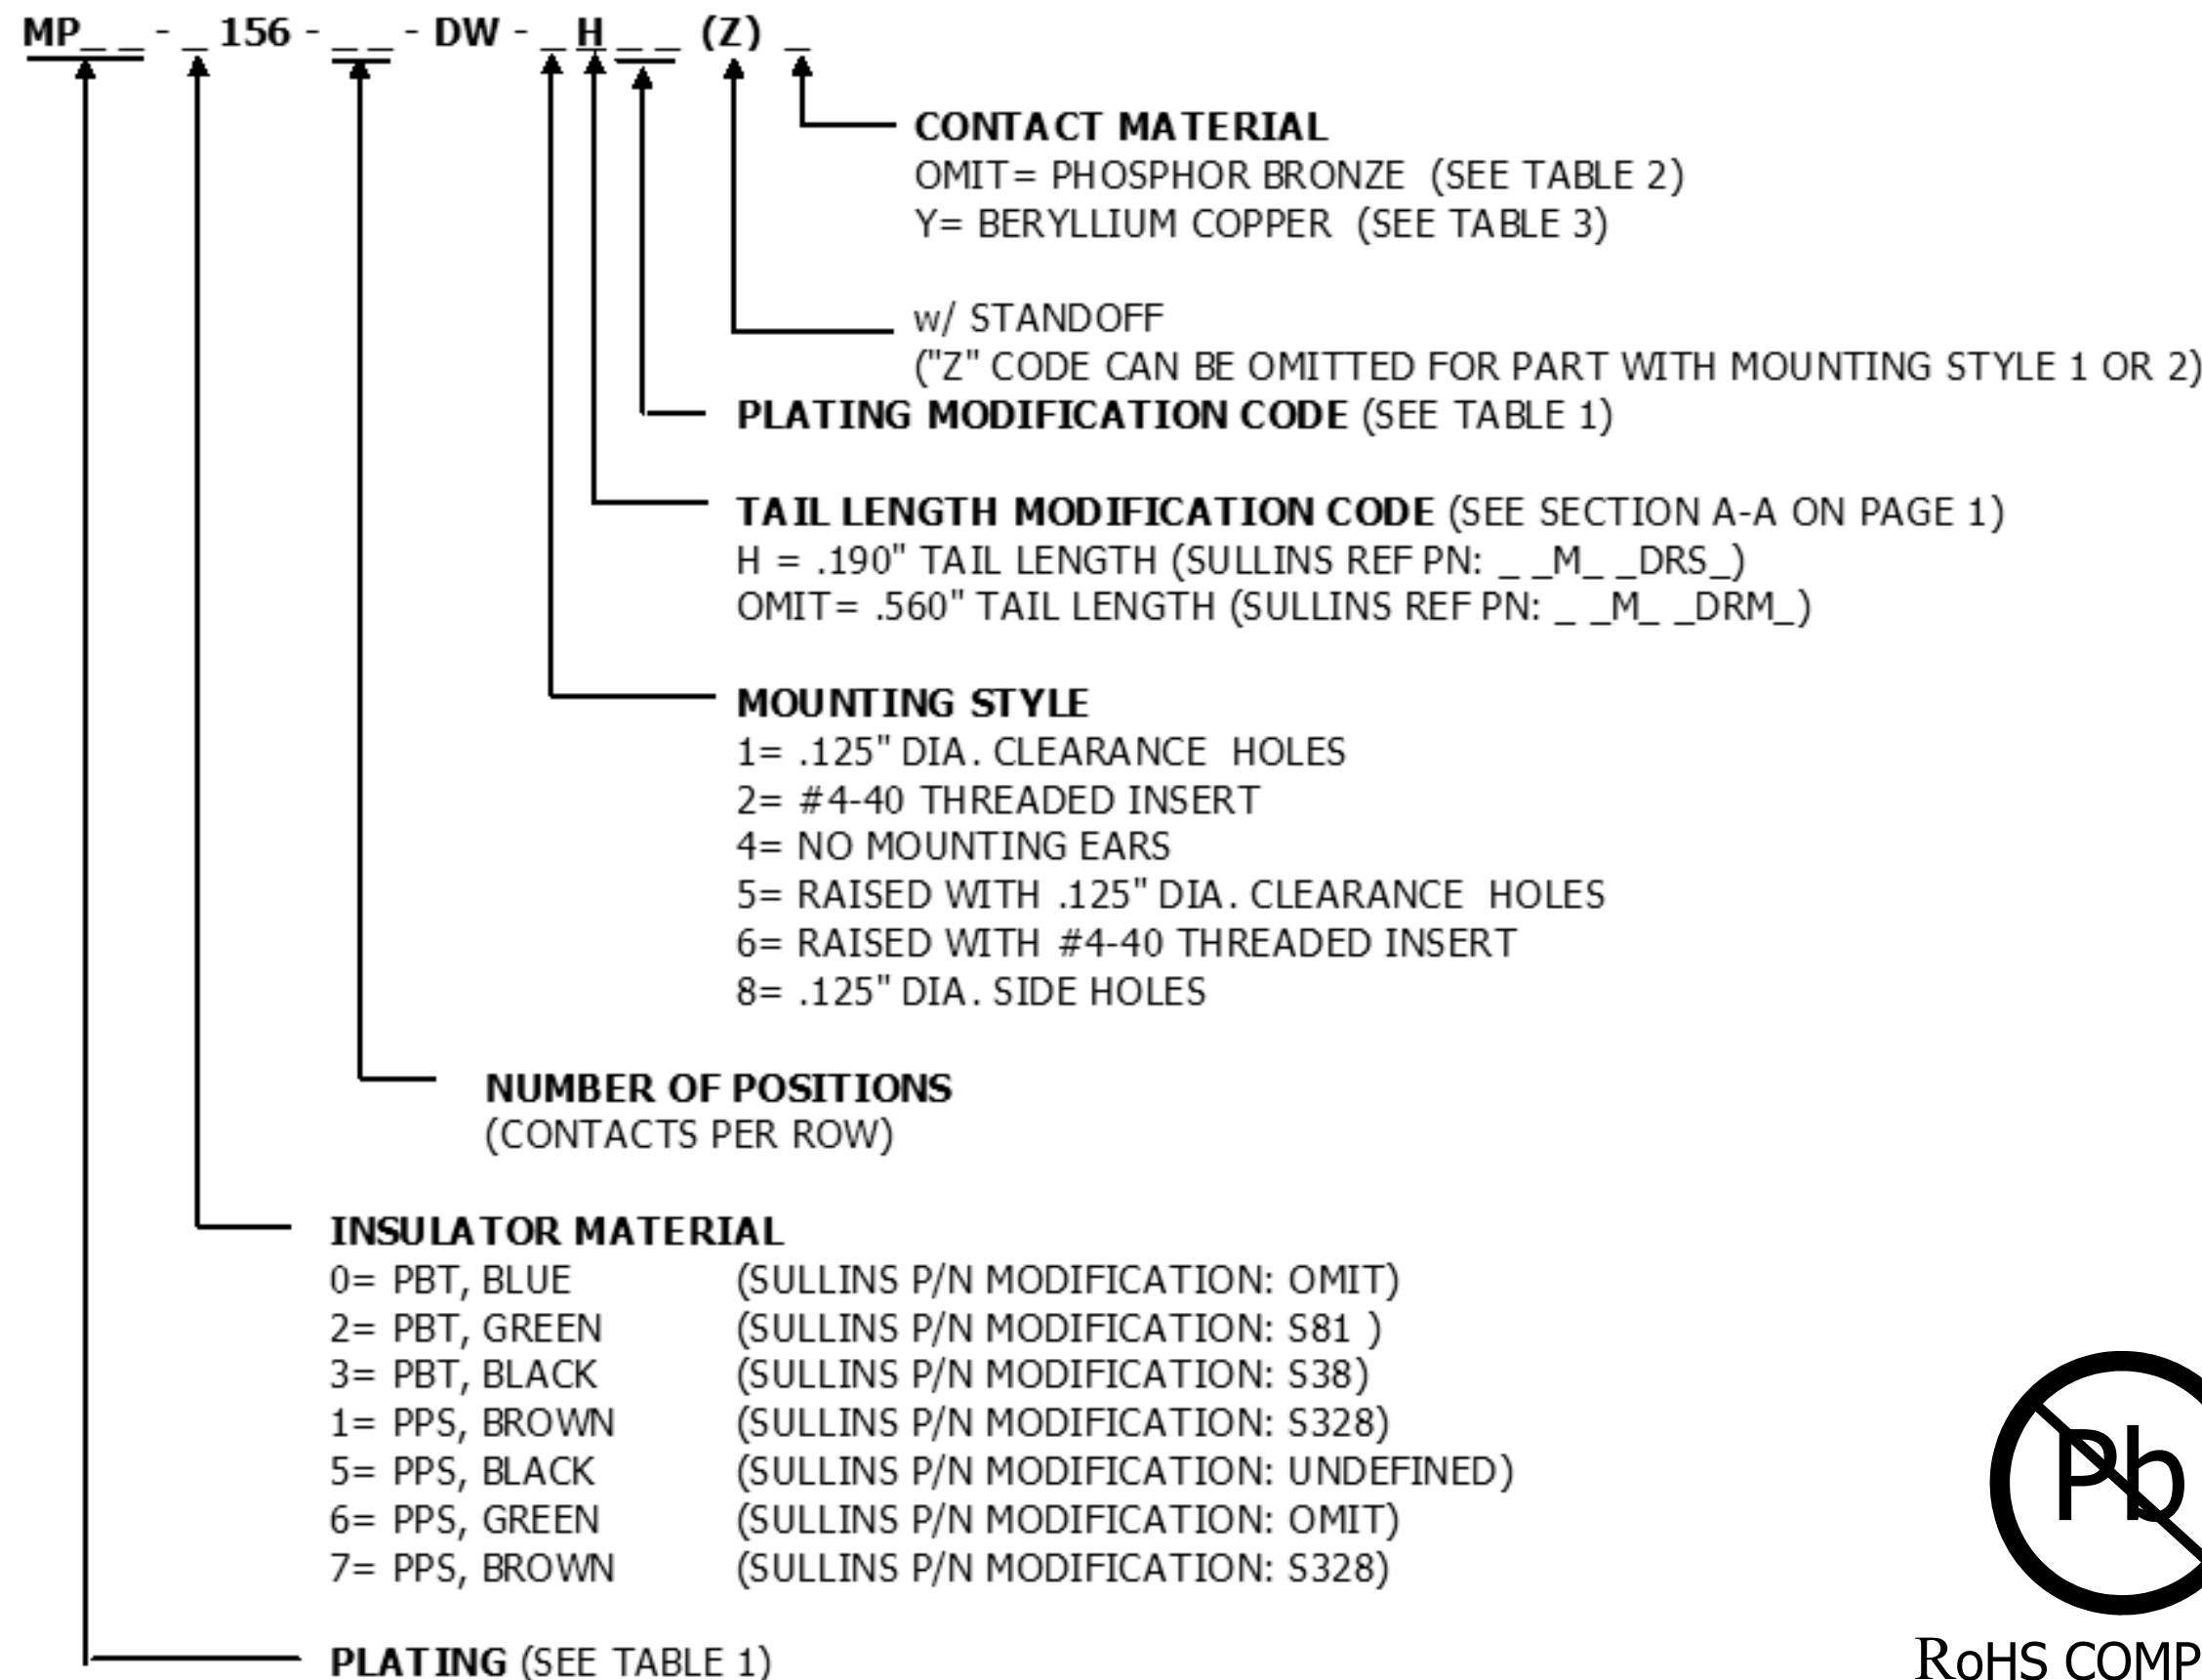 MP_ _ - _ 156 - _ _ - DW - _ H _ _ (Z) _
CONTACT MATERIAL
OMIT= PHOSPHOR BRONZE (SEE TABLE 2)
Y= BERYLLIUM COPPER (SEE TABLE 3)
w/ STANDOFF
("Z" CODE CAN BE OMITTED FOR PART WITH MOUNTING STYLE 1 OR 2)
PLATING MODIFICATION CODE (SEE TABLE 1)
TAIL LENGTH MODIFICATION CODE (SEE SECTION A-A ON PAGE 1)
H = .190" TAIL LENGTH (SULLINS REF PN: _ _M_ _DRS_)
OMIT= .560" TAIL LENGTH (SULLINS REF PN: _ _M_ _DRM_)
MOUNTING STYLE
1= .125" DIA. CLEARANCE HOLES
2= #4-40 THREADED INSERT
4= NO MOUNTING EARS
5= RAISED WITH .125" DIA. CLEARANCE HOLES
6= RAISED WITH #4-40 THREADED INSERT
8= .125" DIA. SIDE HOLES
NUMBER OF POSITIONS
(CONTACTS PER ROW)
INSULATOR MATERIAL
0= PBT, BLUE (SULLINS P/N MODIFICATION: OMIT)
2= PBT, GREEN (SULLINS P/N MODIFICATION: S81 )
3= PBT, BLACK (SULLINS P/N MODIFICATION: S38)
1= PPS, BROWN (SULLINS P/N MODIFICATION: S328)
5= PPS, BLACK (SULLINS P/N MODIFICATION: UNDEFINED)
6= PPS, GREEN (SULLINS P/N MODIFICATION: OMIT)
7= PPS, BROWN (SULLINS P/N MODIFICATION: S328)
Pb
PLATING (SEE TABLE 1)
RoHS COMP